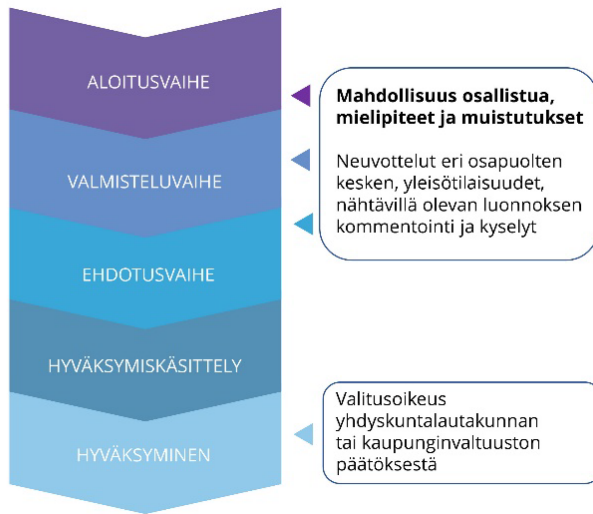 ALOITUSVAIHE
VALMISTELUVAIHE
EHDOTUSVAIHE
HYVÄKSYMISKÄSITTELY
HYVÄKSYMINEN
Mahdollisuus osallistua,
mielipiteet ja muistutukset
Neuvottelut eri osapuolten
kesken, yleisötilaisuudet,
nähtävillä olevan luonnoksen
kommentointi ja kyselyt
Valitusoikeus
yhdyskuntalautakunnan
tai kaupunginvaltuuston
päätöksestä